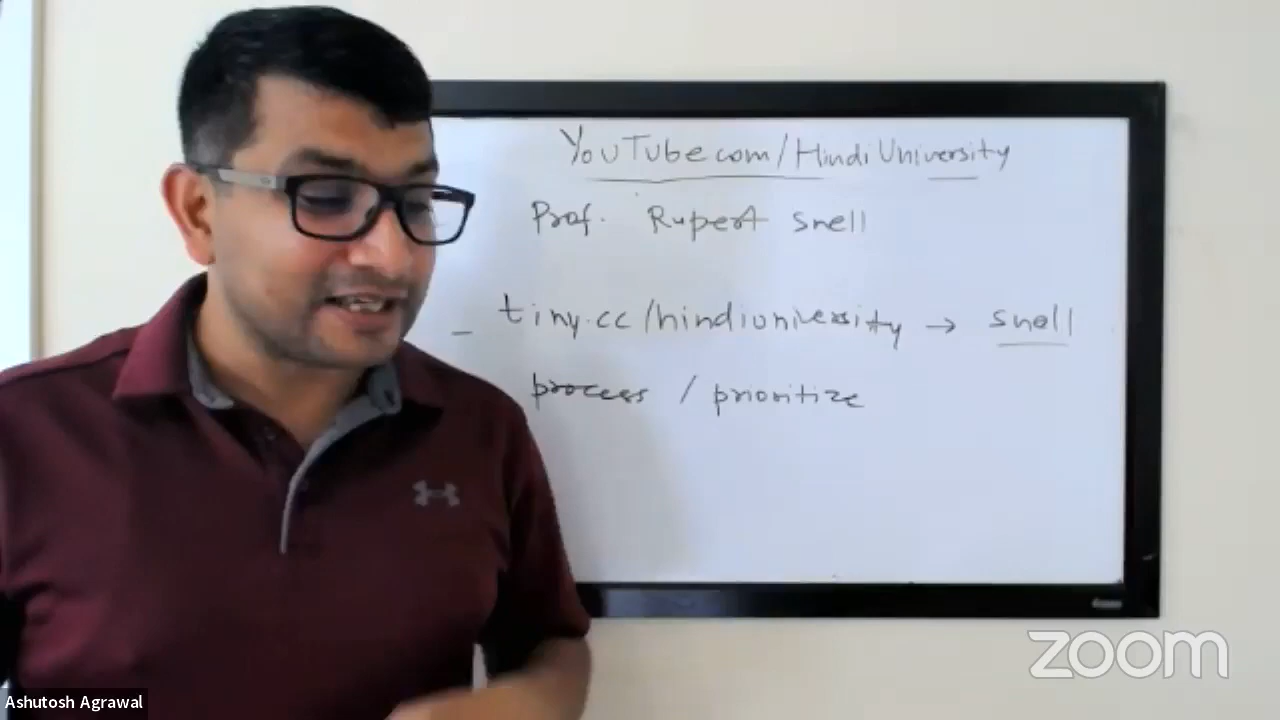 YouTube.com/HindiUniversity
Prof. Rupert Snell
– tiny.cc/hindiuniversity → snell
process / prioritize
zoom
Ashutosh Agrawal